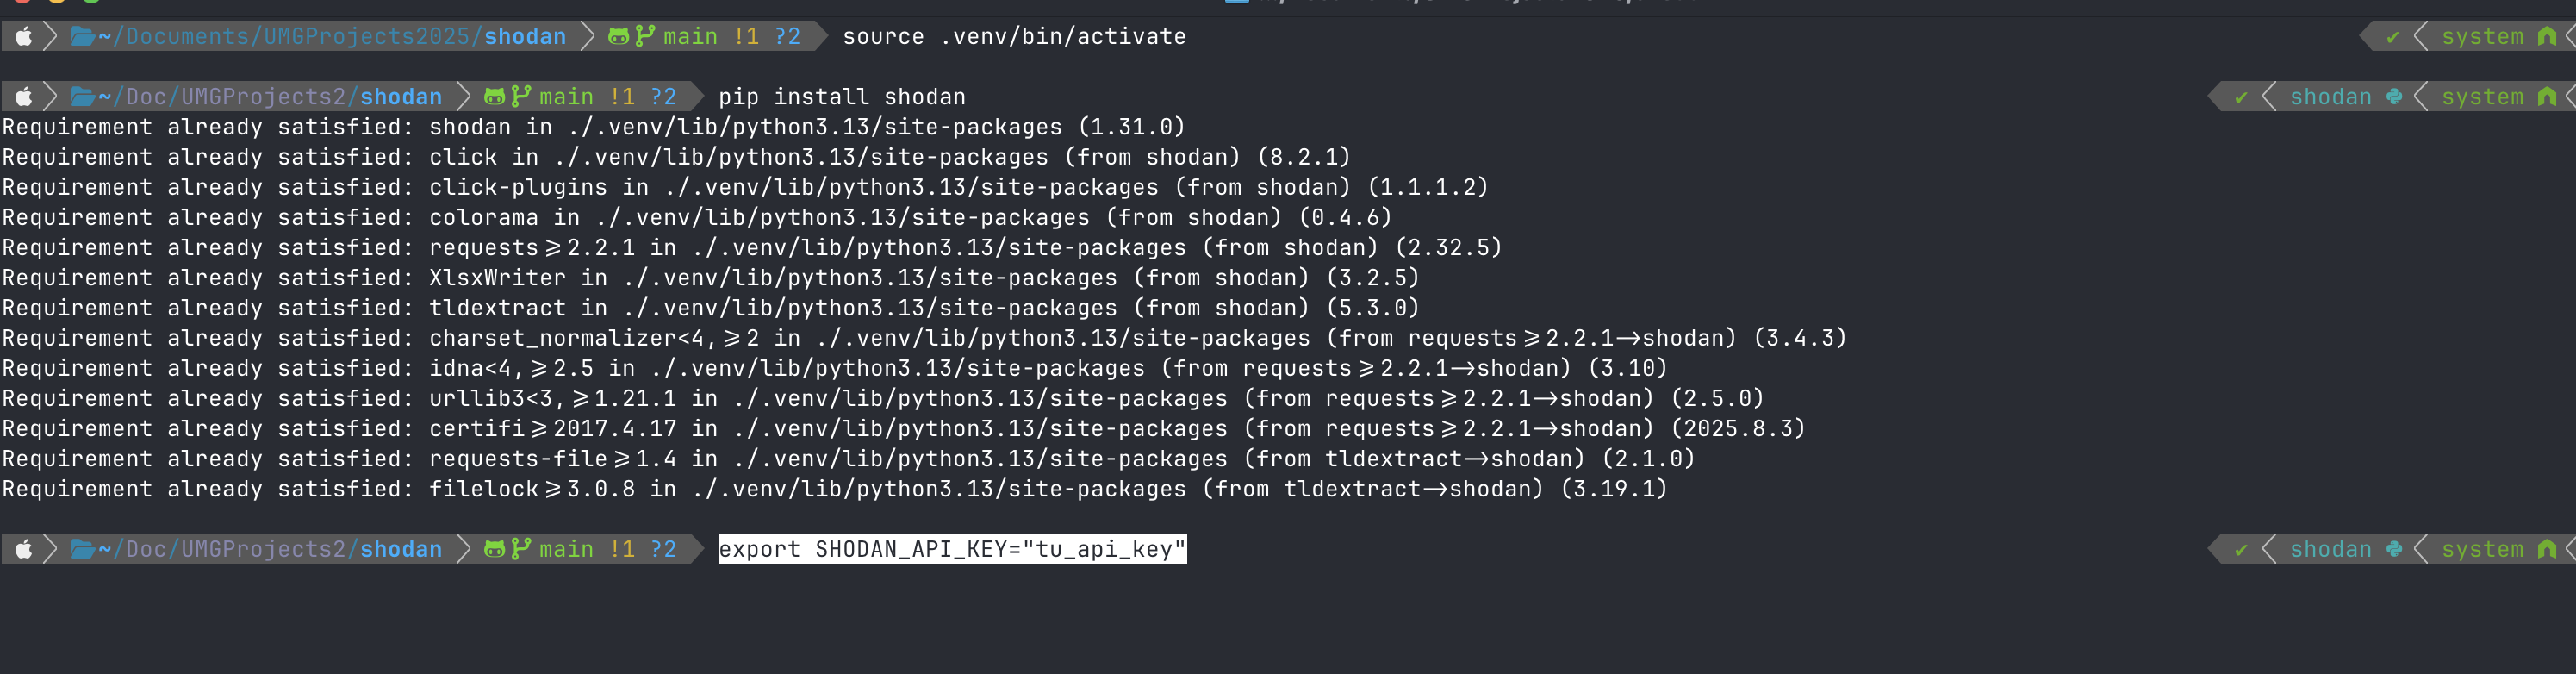 ~/Documents/UMGProjects2025/shodan main !1 ?2 source .venv/bin/activate ✔ system
~/Doc/UMGProjects2/shodan main !1 ?2 pip install shodan ✔ shodan system
Requirement already satisfied: shodan in ./.venv/lib/python3.13/site-packages (1.31.0)
Requirement already satisfied: click in ./.venv/lib/python3.13/site-packages (from shodan) (8.2.1)
Requirement already satisfied: click-plugins in ./.venv/lib/python3.13/site-packages (from shodan) (1.1.1.2)
Requirement already satisfied: colorama in ./.venv/lib/python3.13/site-packages (from shodan) (0.4.6)
Requirement already satisfied: requests>=2.2.1 in ./.venv/lib/python3.13/site-packages (from shodan) (2.32.5)
Requirement already satisfied: XlsxWriter in ./.venv/lib/python3.13/site-packages (from shodan) (3.2.5)
Requirement already satisfied: tldextract in ./.venv/lib/python3.13/site-packages (from shodan) (5.3.0)
Requirement already satisfied: charset_normalizer<4,>=2 in ./.venv/lib/python3.13/site-packages (from requests>=2.2.1->shodan) (3.4.3)
Requirement already satisfied: idna<4,>=2.5 in ./.venv/lib/python3.13/site-packages (from requests>=2.2.1->shodan) (3.10)
Requirement already satisfied: urllib3<3,>=1.21.1 in ./.venv/lib/python3.13/site-packages (from requests>=2.2.1->shodan) (2.5.0)
Requirement already satisfied: certifi>=2017.4.17 in ./.venv/lib/python3.13/site-packages (from requests>=2.2.1->shodan) (2025.8.3)
Requirement already satisfied: requests-file>=1.4 in ./.venv/lib/python3.13/site-packages (from tldextract->shodan) (2.1.0)
Requirement already satisfied: filelock>=3.0.8 in ./.venv/lib/python3.13/site-packages (from tldextract->shodan) (3.19.1)
~/Doc/UMGProjects2/shodan main !1 ?2 export SHODAN_API_KEY="tu_api_key" ✔ shodan system